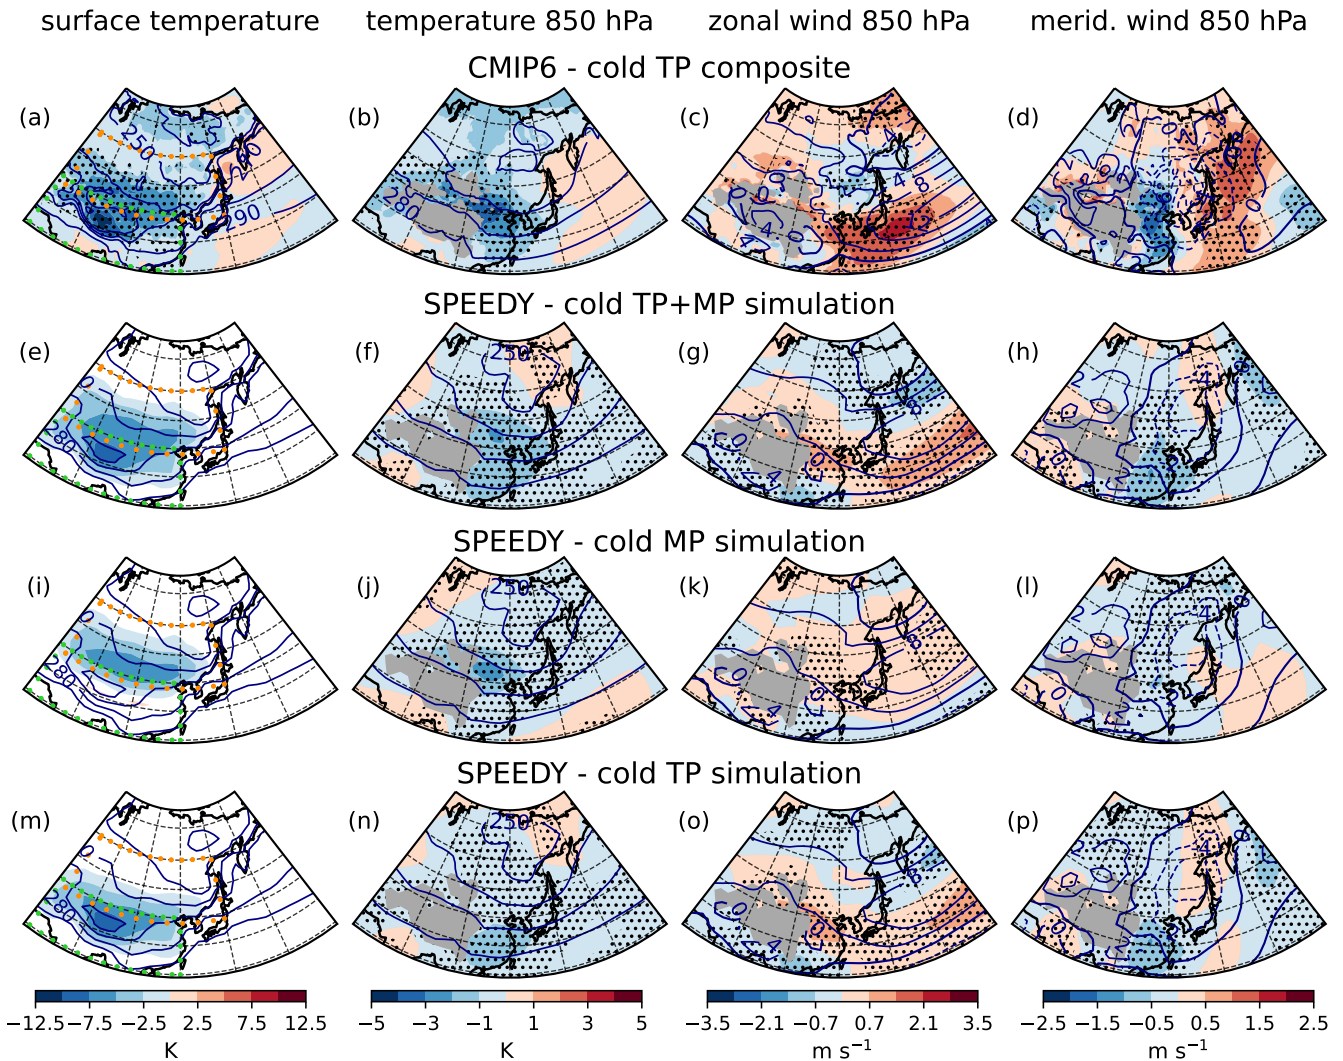 surface temperature temperature 850 hPa zonal wind 850 hPa merid. wind 850 hPa
CMIP6 - cold TP composite
(a) (b) (c) (d)
250 290 280
SPEEDY - cold TP+MP simulation
(e) (f) (g) (h)
280 250
SPEEDY - cold MP simulation
(i) (j) (k) (l)
280 250
SPEEDY - cold TP simulation
(m) (n) (o) (p)
280 250
−12.5 −7.5 −2.5 2.5 7.5 12.5 −5 −3 −1 1 3 5 −3.5 −2.1 −0.7 0.7 2.1 3.5 −2.5 −1.5 −0.5 0.5 1.5 2.5
K K m s⁻¹ m s⁻¹